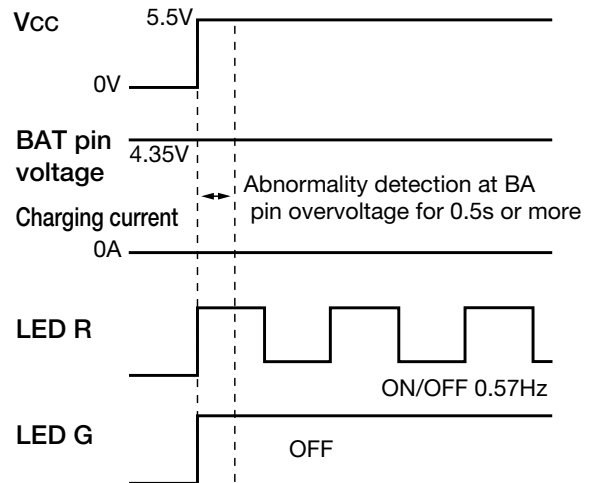 Vcc
5.5V
0V
BAT pin
voltage
4.35V
Abnormality detection at BA
pin overvoltage for 0.5s or more
Charging current
0A
LED R
ON/OFF 0.57Hz
LED G
OFF